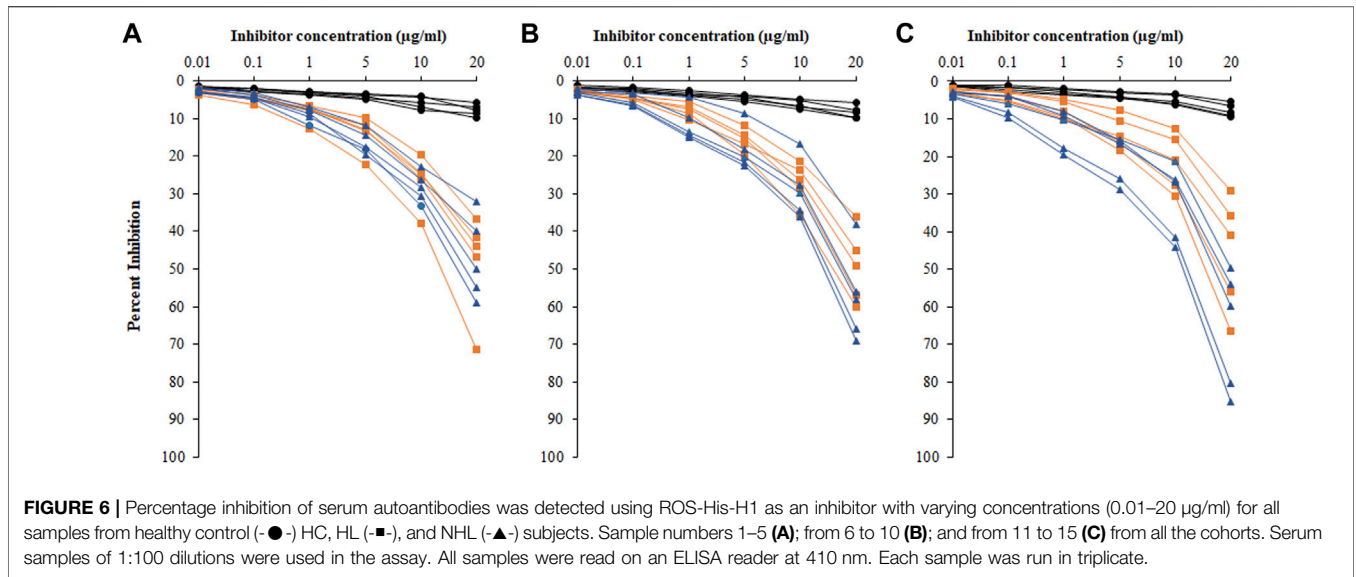 A
Inhibitor concentration (µg/ml)
0.01 0.1 1 5 10 20
0
10
20
30
40
50
60
70
80
90
100
Percent Inhibition
B
Inhibitor concentration (µg/ml)
0.01 0.1 1 5 10 20
0
10
20
30
40
50
60
70
80
90
100
C
Inhibitor concentration (µg/ml)
0.01 0.1 1 5 10 20
0
10
20
30
40
50
60
70
80
90
100
FIGURE 6 | Percentage inhibition of serum autoantibodies was detected using ROS-His-H1 as an inhibitor with varying concentrations (0.01–20 µg/ml) for all
samples from healthy control (-●-) HC, HL (-■-), and NHL (-▲-) subjects. Sample numbers 1–5 (A); from 6 to 10 (B); and from 11 to 15 (C) from all the cohorts. Serum
samples of 1:100 dilutions were used in the assay. All samples were read on an ELISA reader at 410 nm. Each sample was run in triplicate.